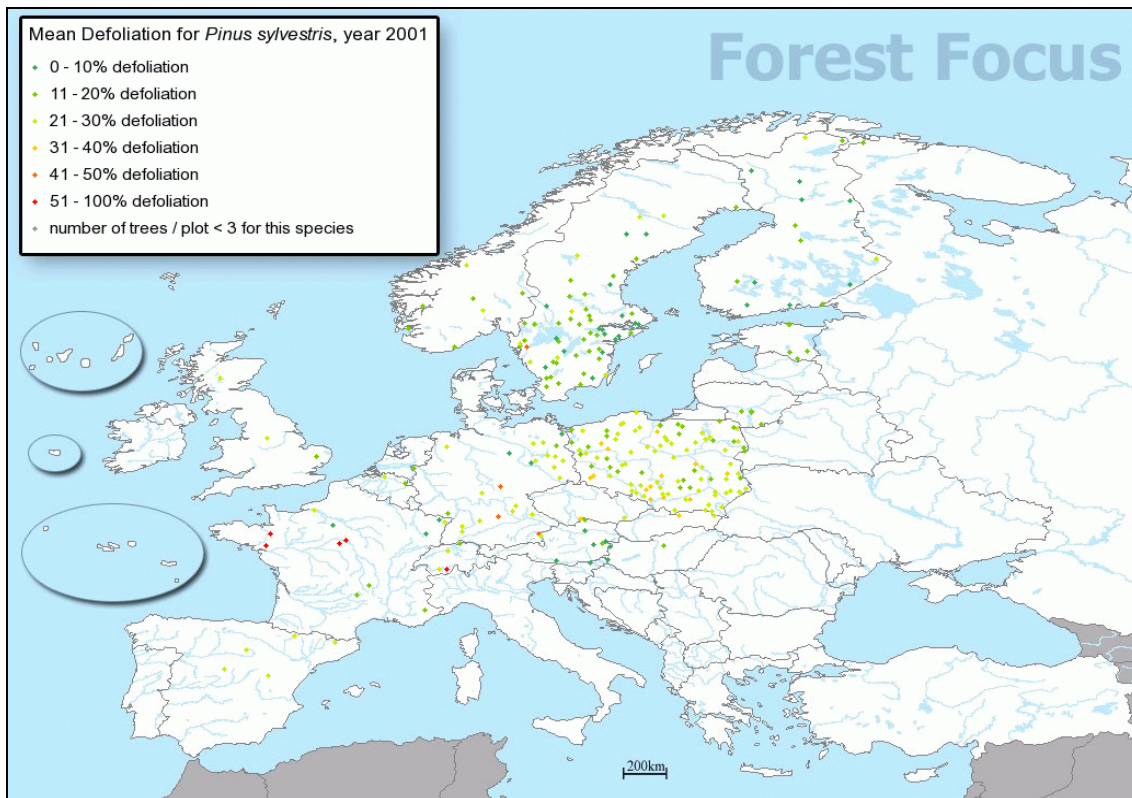 Mean Defoliation for Pinus sylvestris, year 2001
0 - 10% defoliation
11 - 20% defoliation
21 - 30% defoliation
31 - 40% defoliation
41 - 50% defoliation
51 - 100% defoliation
number of trees / plot < 3 for this species
Forest Focus
200km